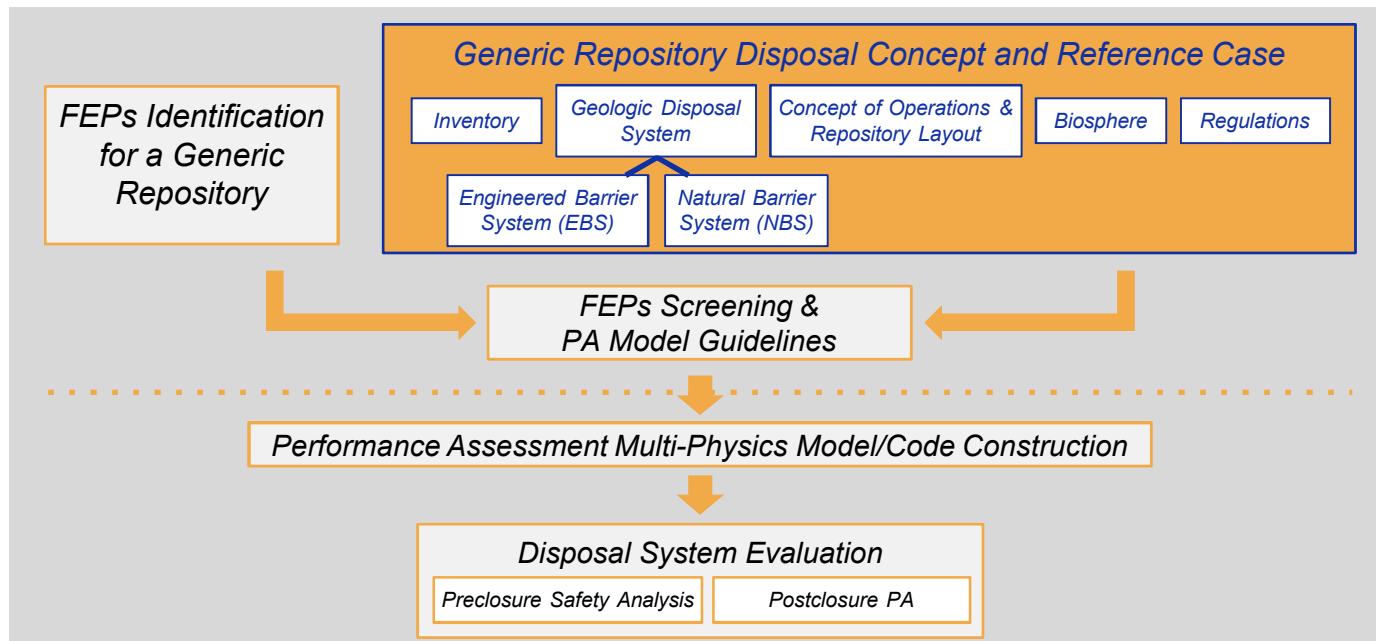 Generic Repository Disposal Concept and Reference Case
FEPs Identification
for a Generic
Repository
Inventory
Geologic Disposal
System
Concept of Operations &
Repository Layout
Biosphere
Regulations
Engineered Barrier
System (EBS)
Natural Barrier
System (NBS)
FEPs Screening &
PA Model Guidelines
Performance Assessment Multi-Physics Model/Code Construction
Disposal System Evaluation
Preclosure Safety Analysis
Postclosure PA